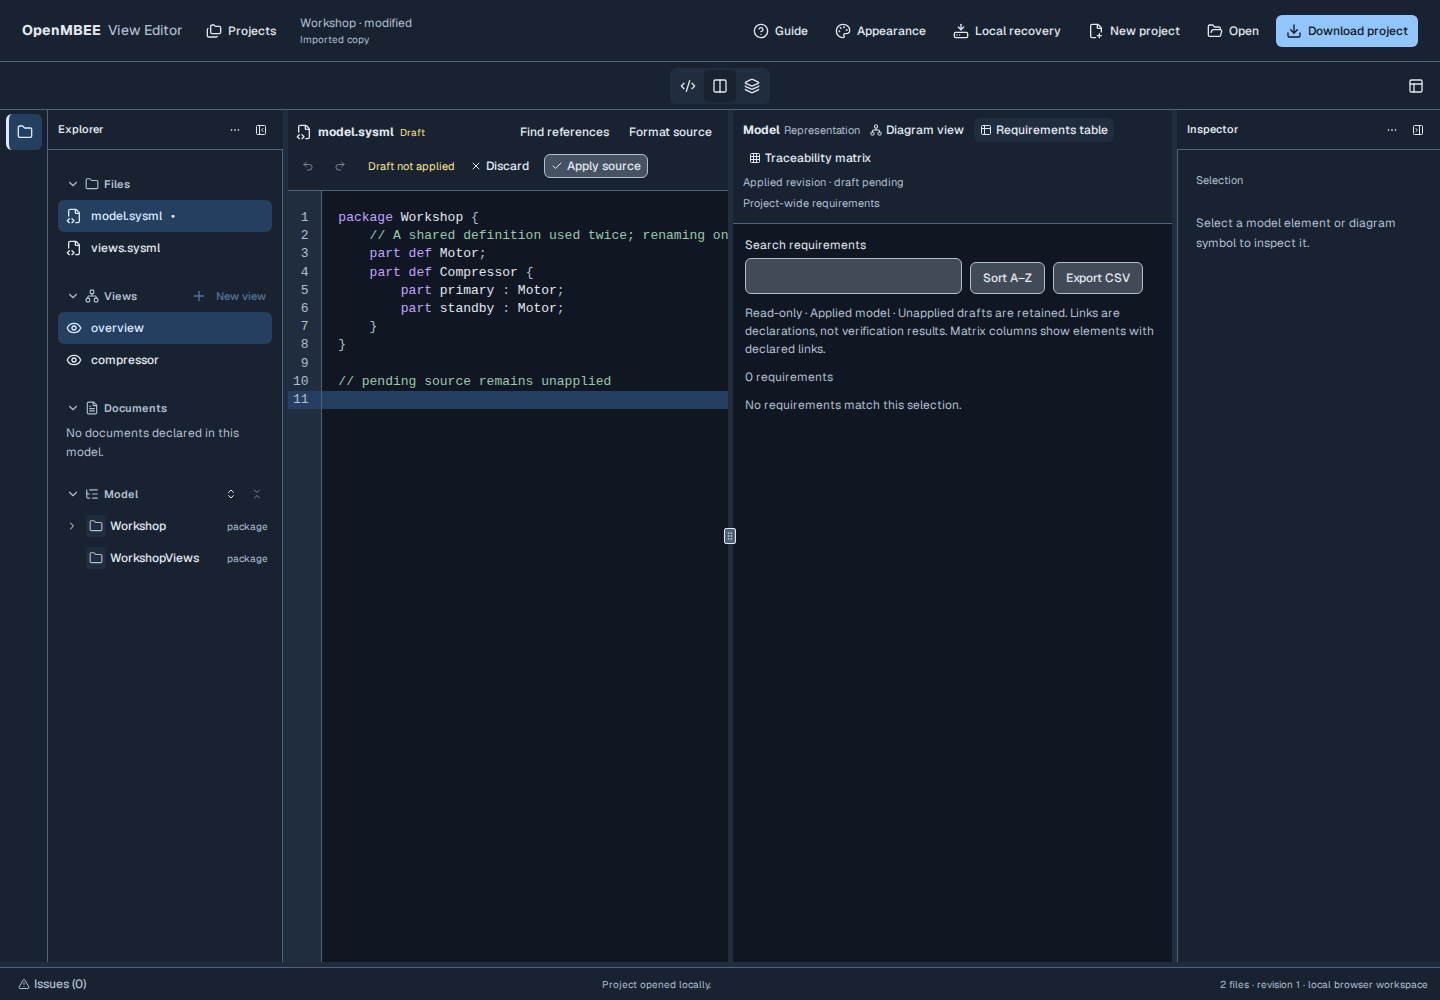 OpenMBEE View Editor
Projects
Workshop · modified
Imported copy
Guide
Appearance
Local recovery
New project
Open
Download project
Explorer
Files
model.sysml •
views.sysml
Views
New view
overview
compressor
Documents
No documents declared in this
model.
Model
Workshop package
WorkshopViews package
model.sysml Draft
Find references
Format source
Draft not applied
Discard
Apply source
1 package Workshop {
2 // A shared definition used twice; renaming on
3 part def Motor;
4 part def Compressor {
5 part primary : Motor;
6 part standby : Motor;
7 }
8 }
9
10 // pending source remains unapplied
11
Model Representation
Diagram view
Requirements table
Traceability matrix
Applied revision · draft pending
Project-wide requirements
Search requirements
Sort A–Z
Export CSV
Read-only · Applied model · Unapplied drafts are retained. Links are
declarations, not verification results. Matrix columns show elements with
declared links.
0 requirements
No requirements match this selection.
Inspector
Selection
Select a model element or diagram
symbol to inspect it.
Issues (0)
Project opened locally.
2 files · revision 1 · local browser workspace